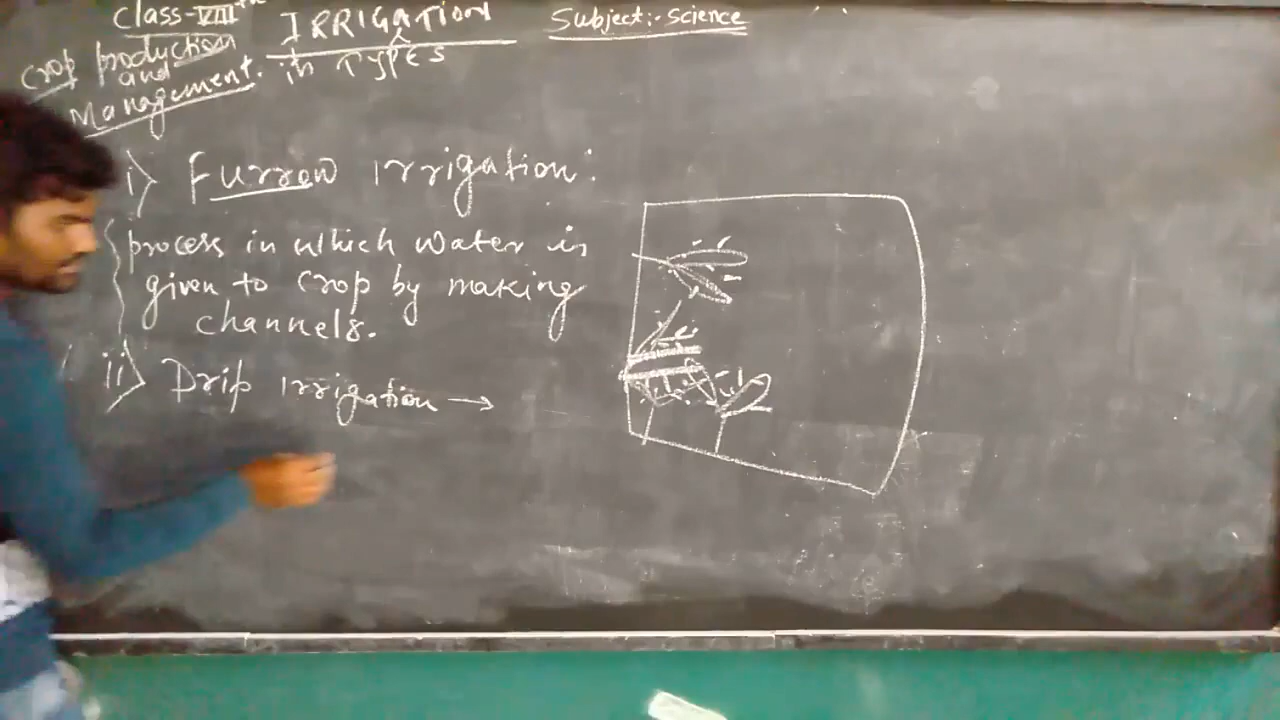 Class-VIIIth
IRRIGATION
Subject:- Science
Crop production
and
Management.
in TYPES
i) Furrow irrigation:
process in which water is
given to crop by making
channels.
ii) Drip irrigation →